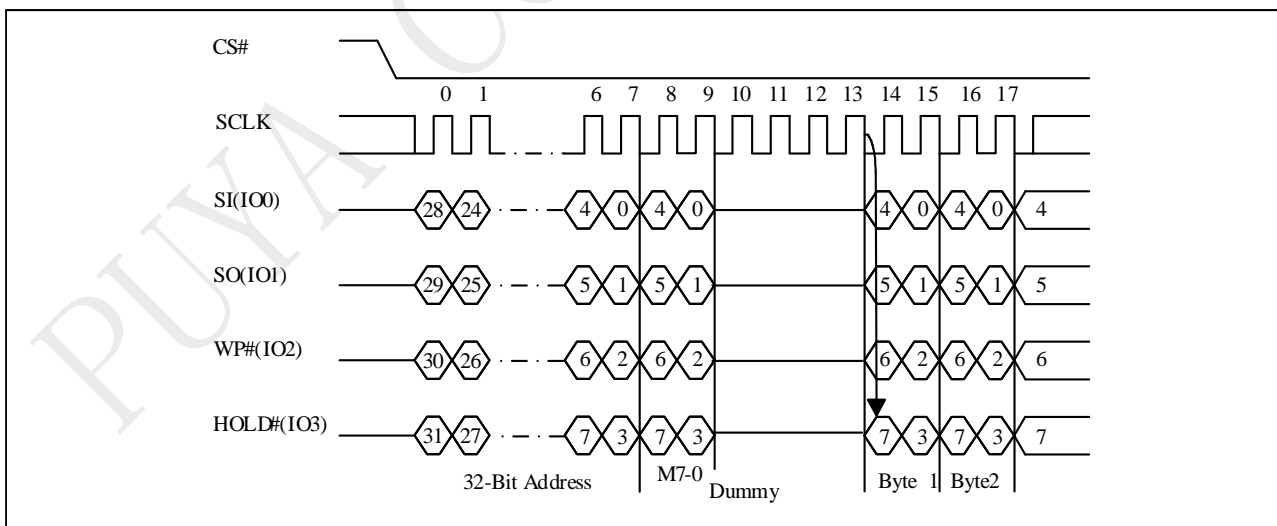 PUYA CO
CS#
0 1 6 7 8 9 10 11 12 13 14 15 16 17
SCLK
SI(IO0) 28 24 4 0 4 0 4 0 4 0 4
SO(IO1) 29 25 5 1 5 1 5 1 5 1 5
WP#(IO2) 30 26 6 2 6 2 6 2 6 2 6
HOLD#(IO3) 31 27 7 3 7 3 7 3 7 3 7
32-Bit Address M7-0 Dummy Byte 1 Byte2